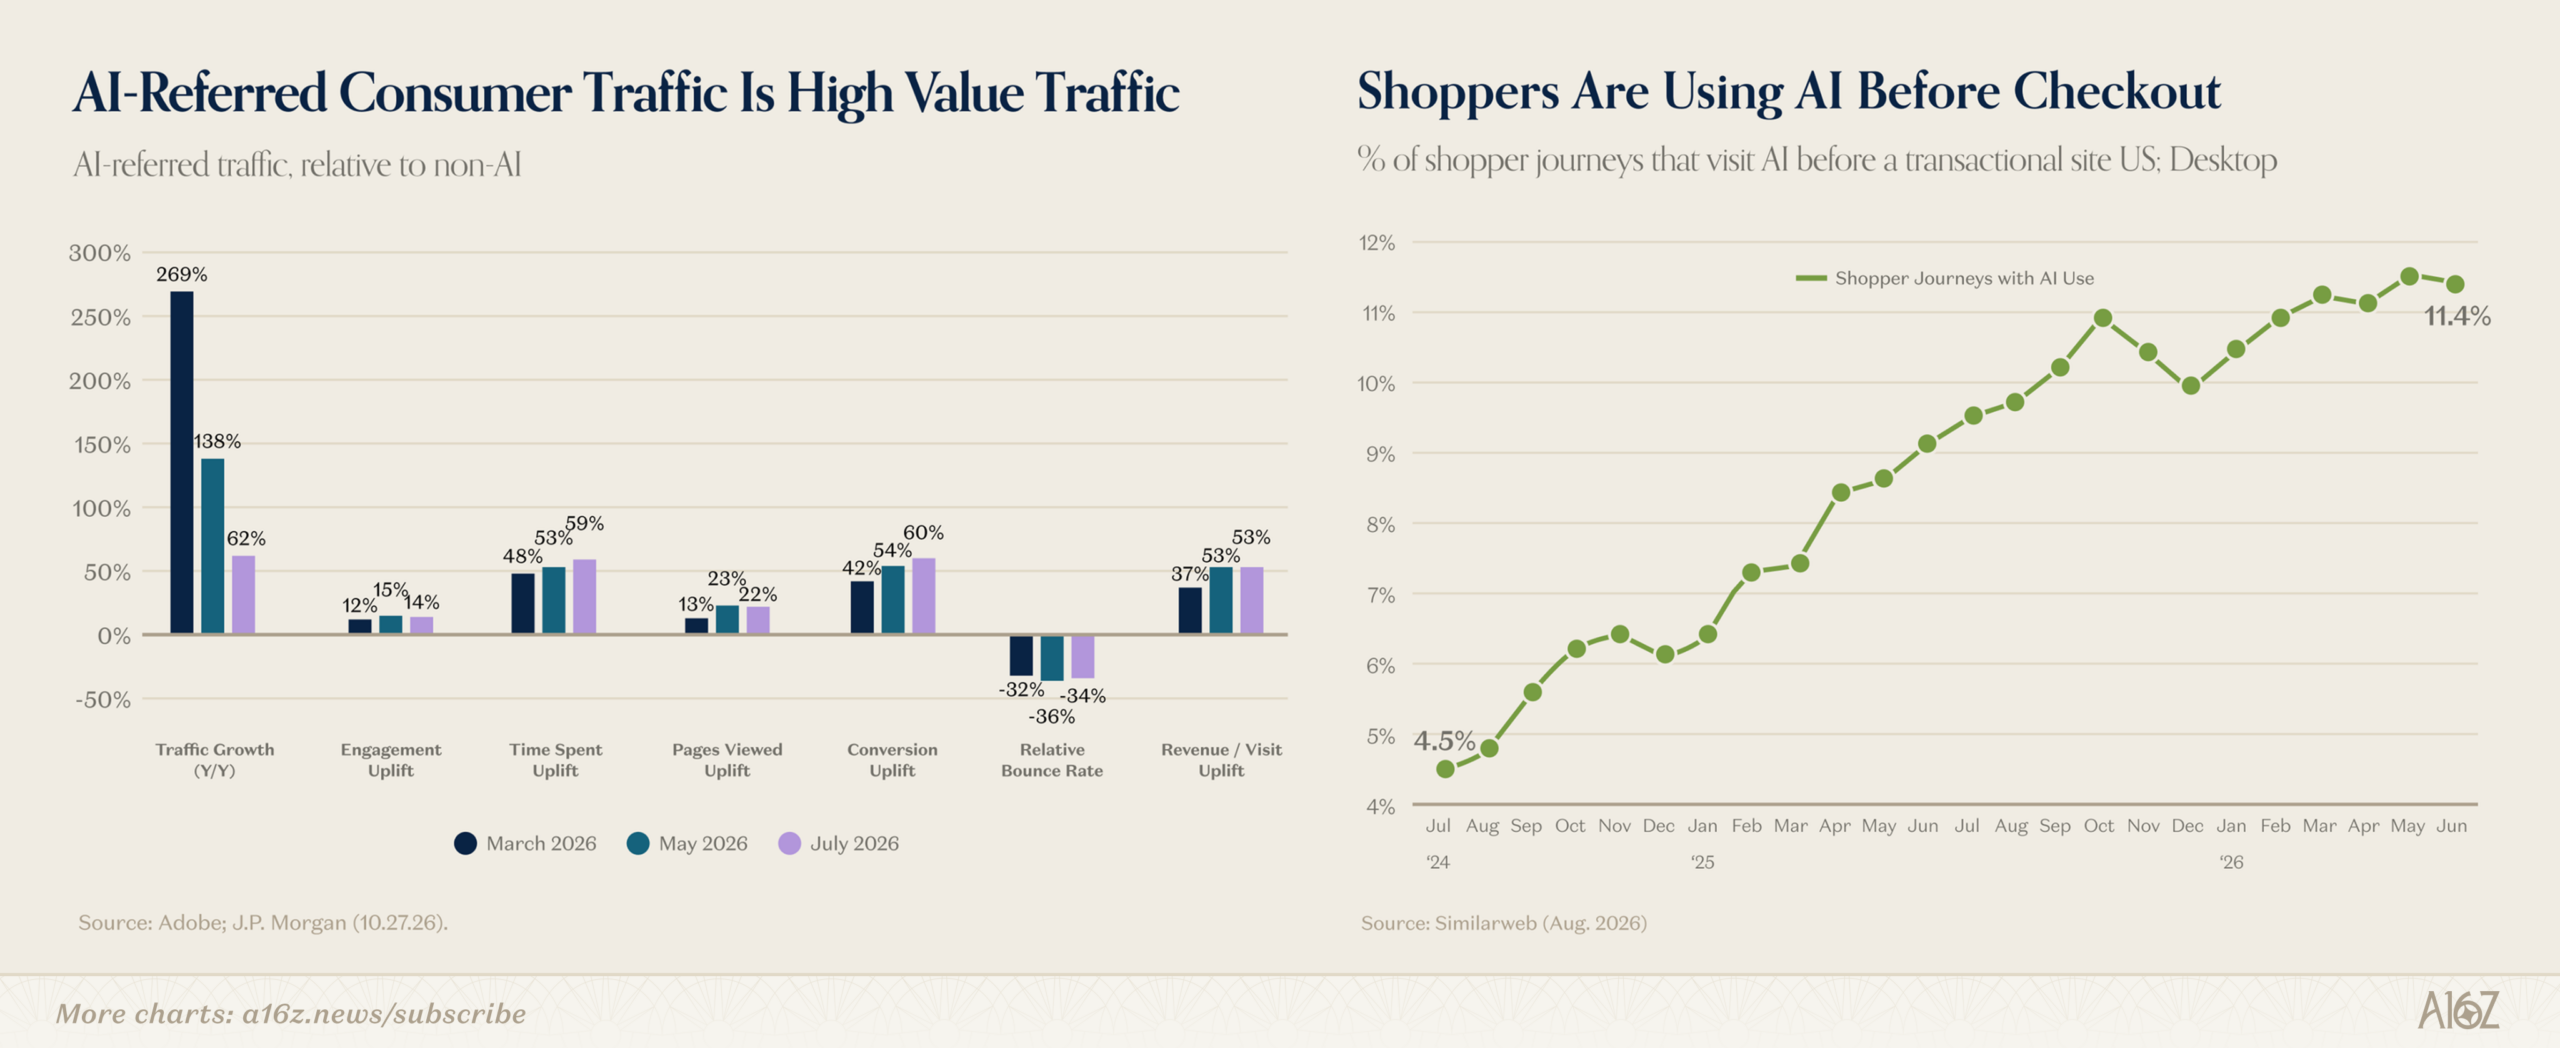 AI-Referred Consumer Traffic Is High Value Traffic
AI-referred traffic, relative to non-AI
300%
250%
200%
150%
100%
50%
0%
-50%
269%
138%
62%
12%
15%
14%
48%
53%
59%
13%
23%
22%
42%
54%
60%
-32%
-36%
-34%
37%
53%
53%
Traffic Growth
(Y/Y)
Engagement
Uplift
Time Spent
Uplift
Pages Viewed
Uplift
Conversion
Uplift
Relative
Bounce Rate
Revenue / Visit
Uplift
March 2026
May 2026
July 2026
Source: Adobe; J.P. Morgan (10.27.26).
Shoppers Are Using AI Before Checkout
% of shopper journeys that visit AI before a transactional site US; Desktop
12%
11%
10%
9%
8%
7%
6%
5%
4%
Shopper Journeys with AI Use
4.5%
11.4%
Jul Aug Sep Oct Nov Dec Jan Feb Mar Apr May Jun Jul Aug Sep Oct Nov Dec Jan Feb Mar Apr May Jun
‘24 ‘25 ‘26
Source: Similarweb (Aug. 2026)
More charts: a16z.news/subscribe
A16Z